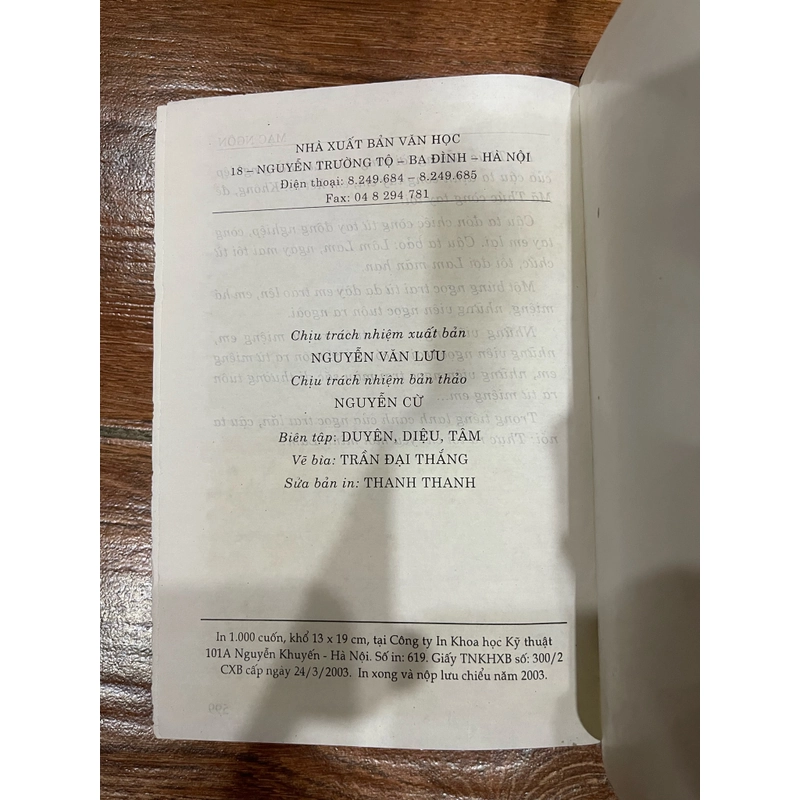 NHÀ XUẤT BẢN VĂN HỌC
18 – NGUYỄN TRƯỜNG TỘ – BA ĐÌNH – HÀ NỘI
Điện thoại: 8.249.684 – 8.249.685
Fax: 04 8 294 781
Chịu trách nhiệm xuất bản
NGUYỄN VĂN LƯU
Chịu trách nhiệm bản thảo
NGUYỄN CỪ
Biên tập: DUYÊN, DIỆU, TÂM
Vẽ bìa: TRẦN ĐẠI THẮNG
Sửa bản in: THANH THANH
In 1.000 cuốn, khổ 13 x 19 cm, tại Công ty In Khoa học Kỹ thuật
101A Nguyễn Khuyến - Hà Nội. Số in: 619. Giấy TNKHXB số: 300/2
CXB cấp ngày 24/3/2003. In xong và nộp lưu chiểu năm 2003.